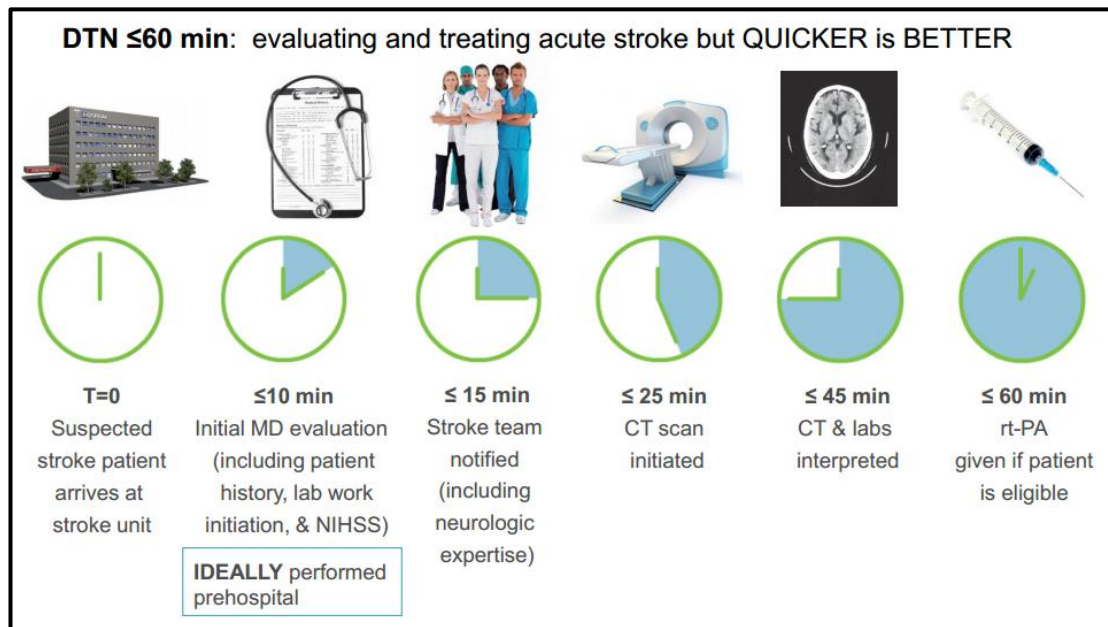 DTN ≤60 min: evaluating and treating acute stroke but QUICKER is BETTER
T=0
Suspected
stroke patient
arrives at
stroke unit
≤10 min
Initial MD evaluation
(including patient
history, lab work
initiation, & NIHSS)
IDEALLY performed
prehospital
≤ 15 min
Stroke team
notified
(including
neurologic
expertise)
≤ 25 min
CT scan
initiated
≤ 45 min
CT & labs
interpreted
≤ 60 min
rt-PA
given if patient
is eligible